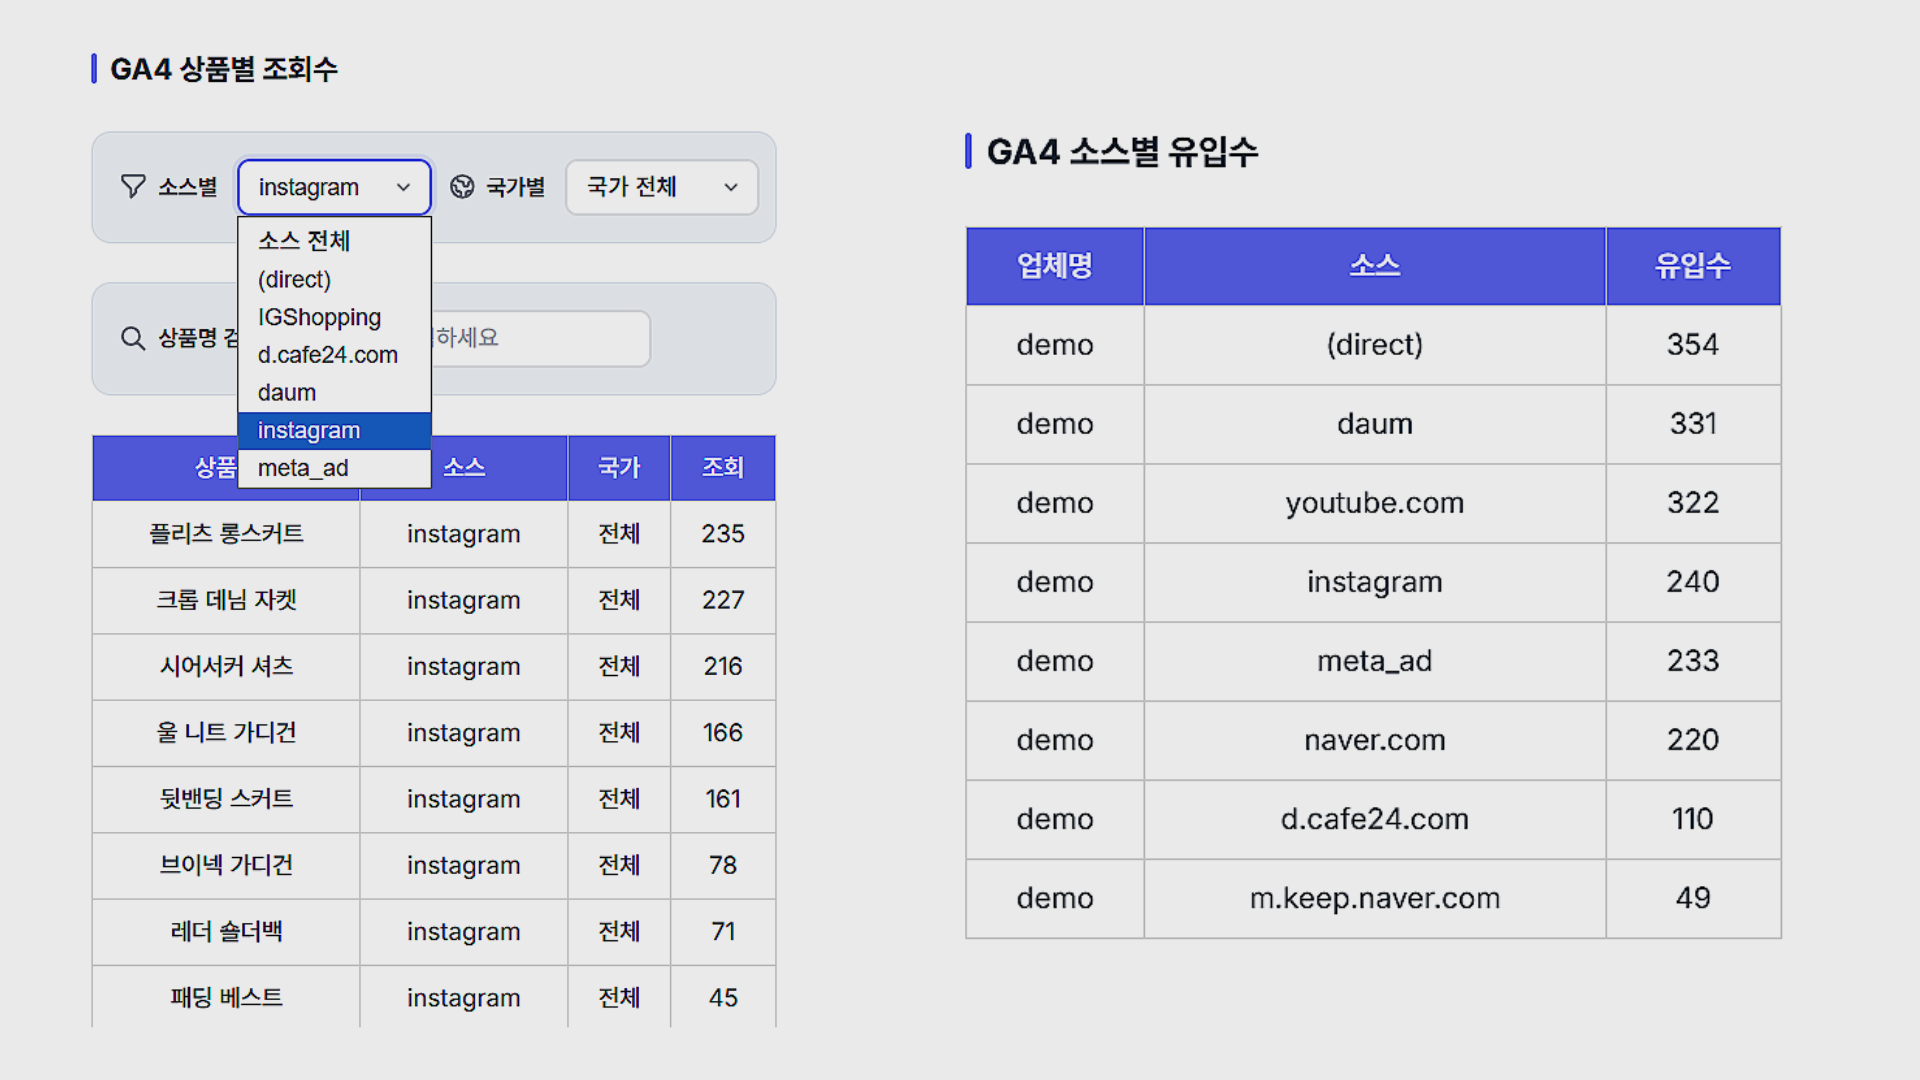 GA4 상품별 조회수
소스별 instagram 국가별 국가 전체
소스 전체
(direct)
IGShopping
d.cafe24.com
daum
instagram
meta_ad
상품명 하세요
상품 소스 국가 조회
플리츠 롱스커트 instagram 전체 235
크롭 데님 자켓 instagram 전체 227
시어서커 셔츠 instagram 전체 216
울 니트 가디건 instagram 전체 166
뒷밴딩 스커트 instagram 전체 161
브이넥 가디건 instagram 전체 78
레더 숄더백 instagram 전체 71
패딩 베스트 instagram 전체 45
GA4 소스별 유입수
업체명 소스 유입수
demo (direct) 354
demo daum 331
demo youtube.com 322
demo instagram 240
demo meta_ad 233
demo naver.com 220
demo d.cafe24.com 110
demo m.keep.naver.com 49